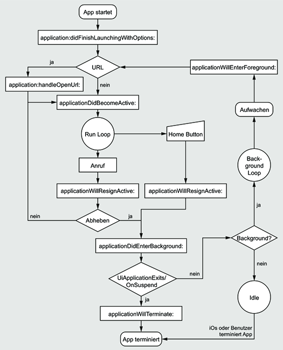 App startet
application:didFinishLaunchingWithOptions:
URL
applicationWillEnterForeground:
ja
nein
application:handleOpenUrl:
applicationDidBecomeActive:
Aufwachen
Run Loop
Home Button
Back-
ground
Loop
Anruf
applicationWillResignActive:
applicationWillResignActive:
ja
nein
Abheben
ja
applicationDidEnterBackground:
nein
Background?
nein
UiApplicationExits/
OnSuspend
ja
Idle
applicationWillTerminate:
iOs oder Benutzer
terminiert App
App terminiert